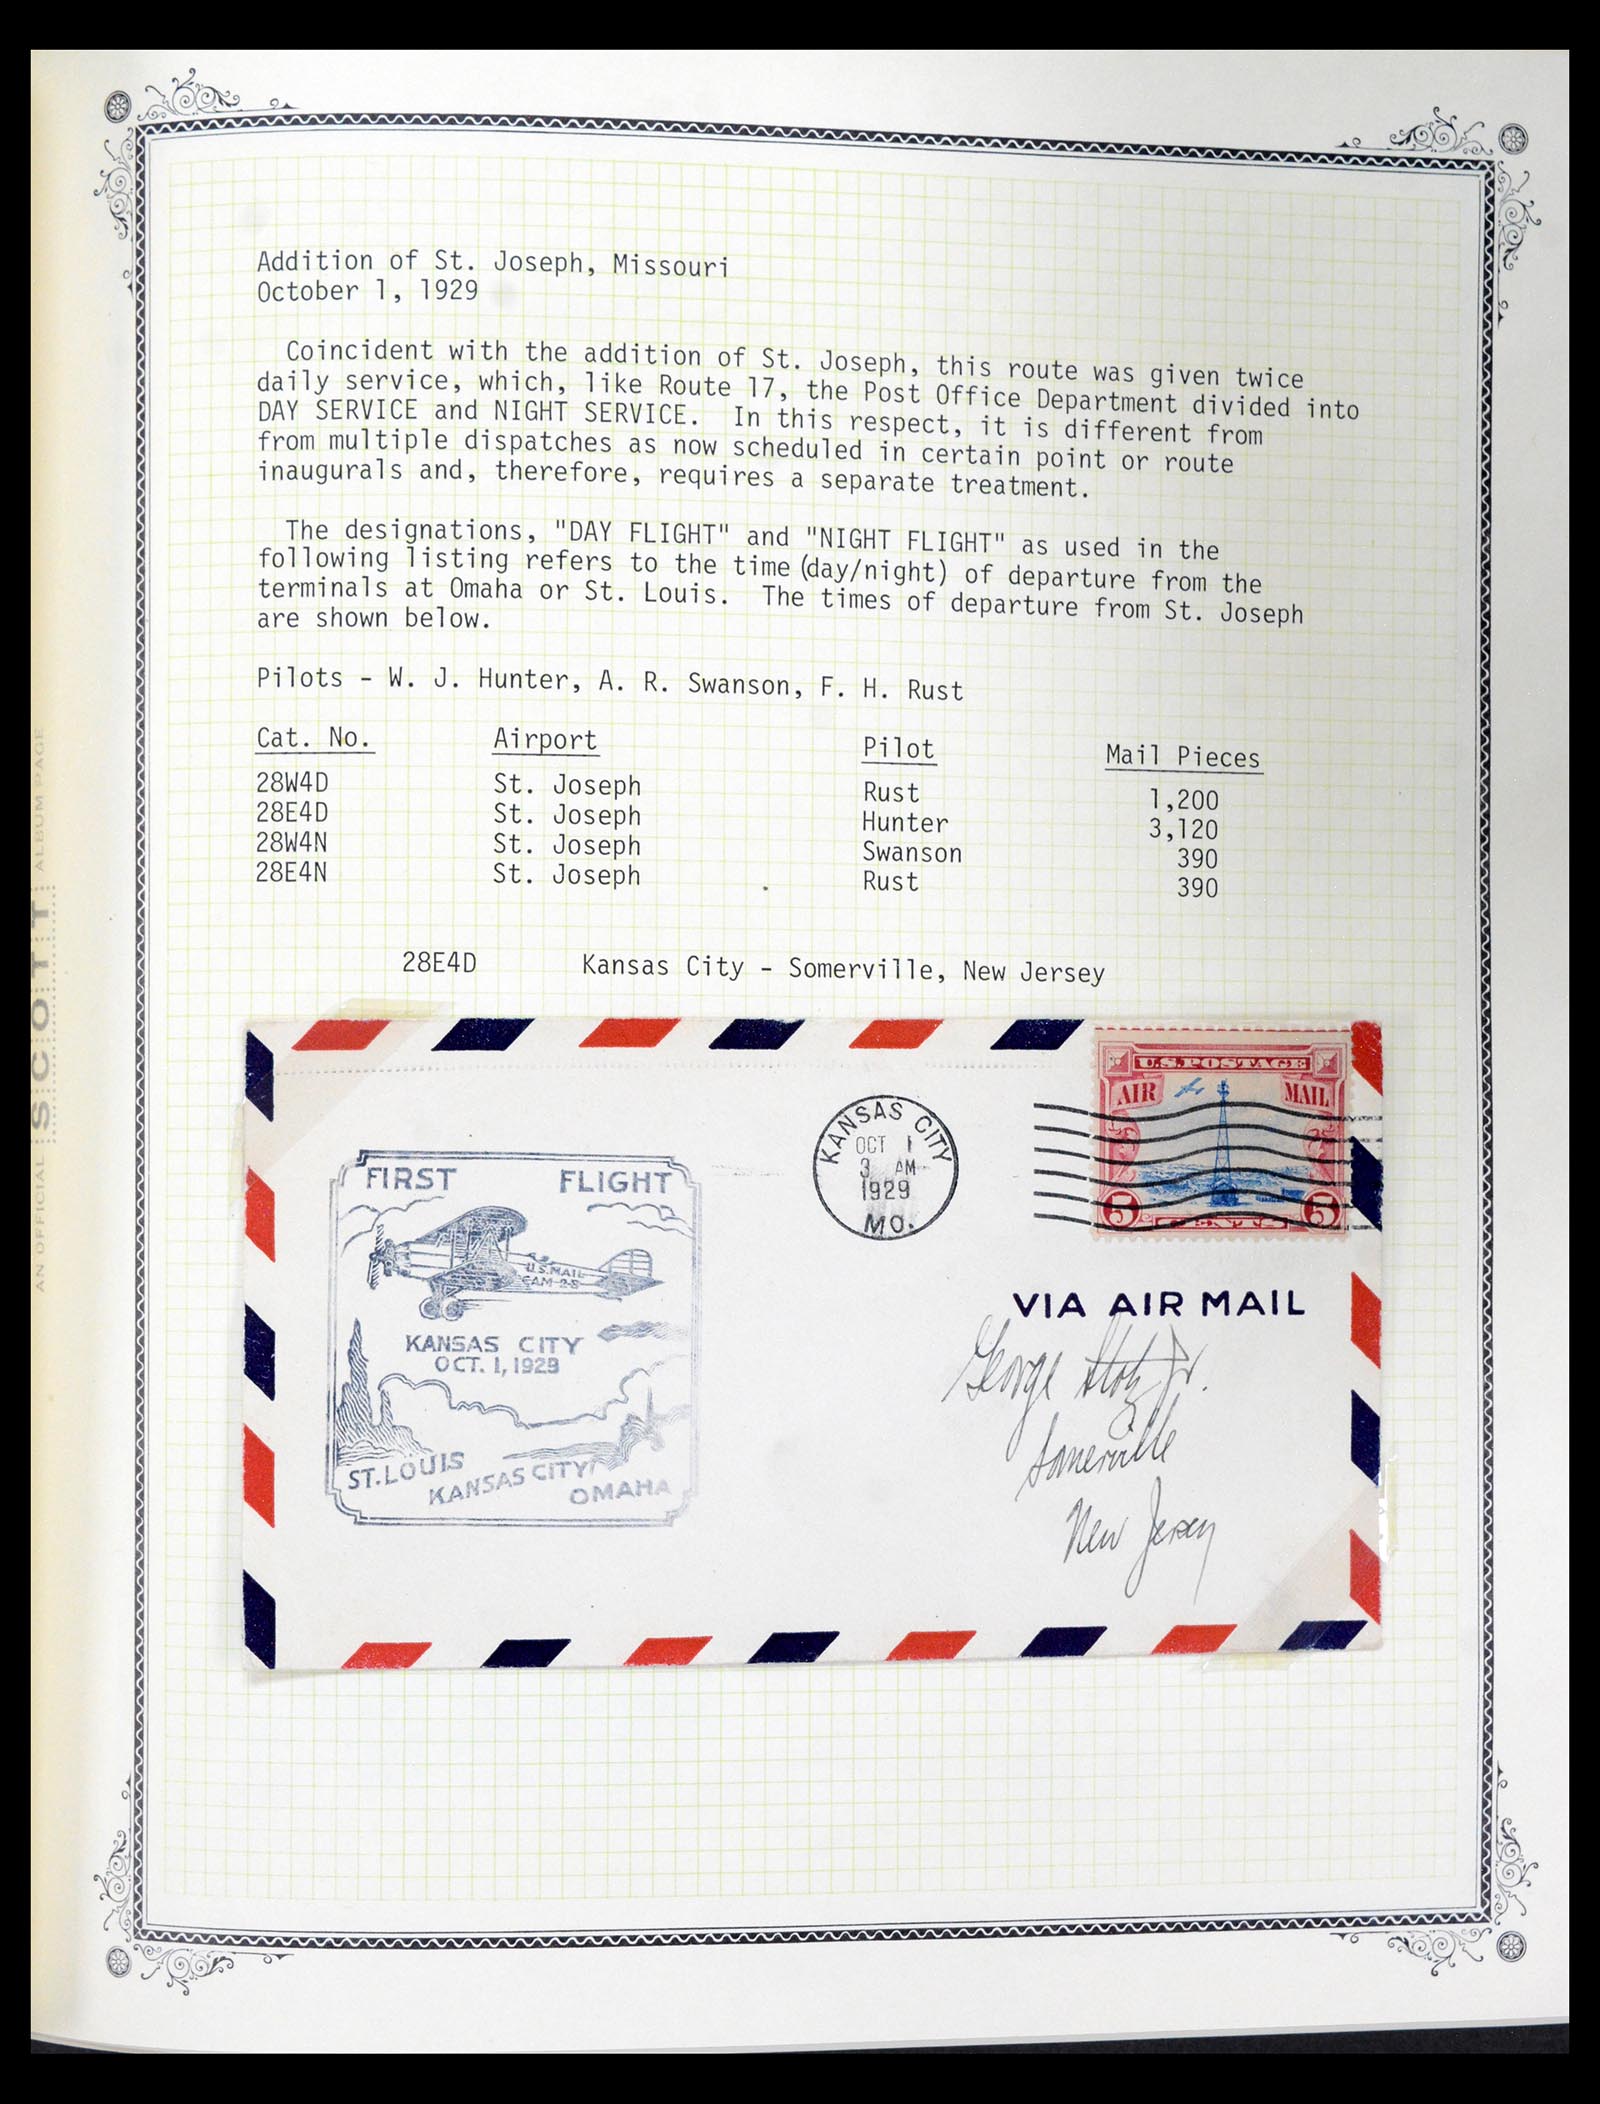 Addition of St. Joseph, Missouri
October 1, 1929
Coincident with the addition of St. Joseph, this route was given twice
daily service, which, like Route 17, the Post Office Department divided into
DAY SERVICE and NIGHT SERVICE. In this respect, it is different from
from multiple dispatches as now scheduled in certain point or route
inaugurals and, therefore, requires a separate treatment.
The designations, "DAY FLIGHT" and "NIGHT FLIGHT" as used in the
following listing refers to the time (day/night) of departure from the
terminals at Omaha or St. Louis. The times of departure from St. Joseph
are shown below.
Pilots - W. J. Hunter, A. R. Swanson, F. H. Rust
Cat. No. Airport Pilot Mail Pieces
28W4D St. Joseph Rust 1,200
28E4D St. Joseph Hunter 3,120
28W4N St. Joseph Swanson 390
28E4N St. Joseph Rust 390
28E4D Kansas City - Somerville, New Jersey
FIRST FLIGHT
U.S. MAIL
CAM-28
KANSAS CITY
OCT. 1, 1929
ST. LOUIS
KANSAS CITY
OMAHA
KANSAS CITY
OCT 1
3 AM
1929
MO.
U.S. POSTAGE
AIR MAIL
5 CENTS 5
VIA AIR MAIL
George Stotz Jr.
Somerville
New Jersey
AN OFFICIAL SCOTT ALBUM PAGE